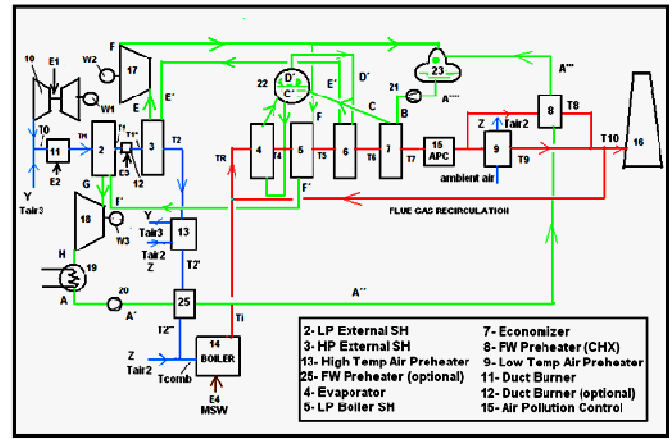 F
10
E1
W2
17
W1
E
E'
T0
11
TH
2
T1'
T1"
3
T2
E2
E3
12
G
F'
Y
Tair3
18
W3
H
19
20
A
A'
13
Y
Tair3
Tair2
Z
T2'
25
T2"
Z
Tair2
Tcomb
14
BOILER
Ti
E4
MSW
22
D'
C'
D'
E'
F
C
B
TR
4
T4
5
T5
6
T6
7
T7
F'
21
23
A""
A'''
15
APC
Z
Tair2
9
T9
ambient air
8
T8
T10
16
FLUE GAS RECIRCULATION
A''
2- LP External SH
3- HP External SH
13- High Temp Air Preheater
25- FW Preheater (optional)
4- Evaporator
5- LP Boiler SH
7- Economizer
8- FW Preheater (CHX)
9- Low Temp Air Preheater
11- Duct Burner
12- Duct Burner (optional)
15- Air Pollution Control